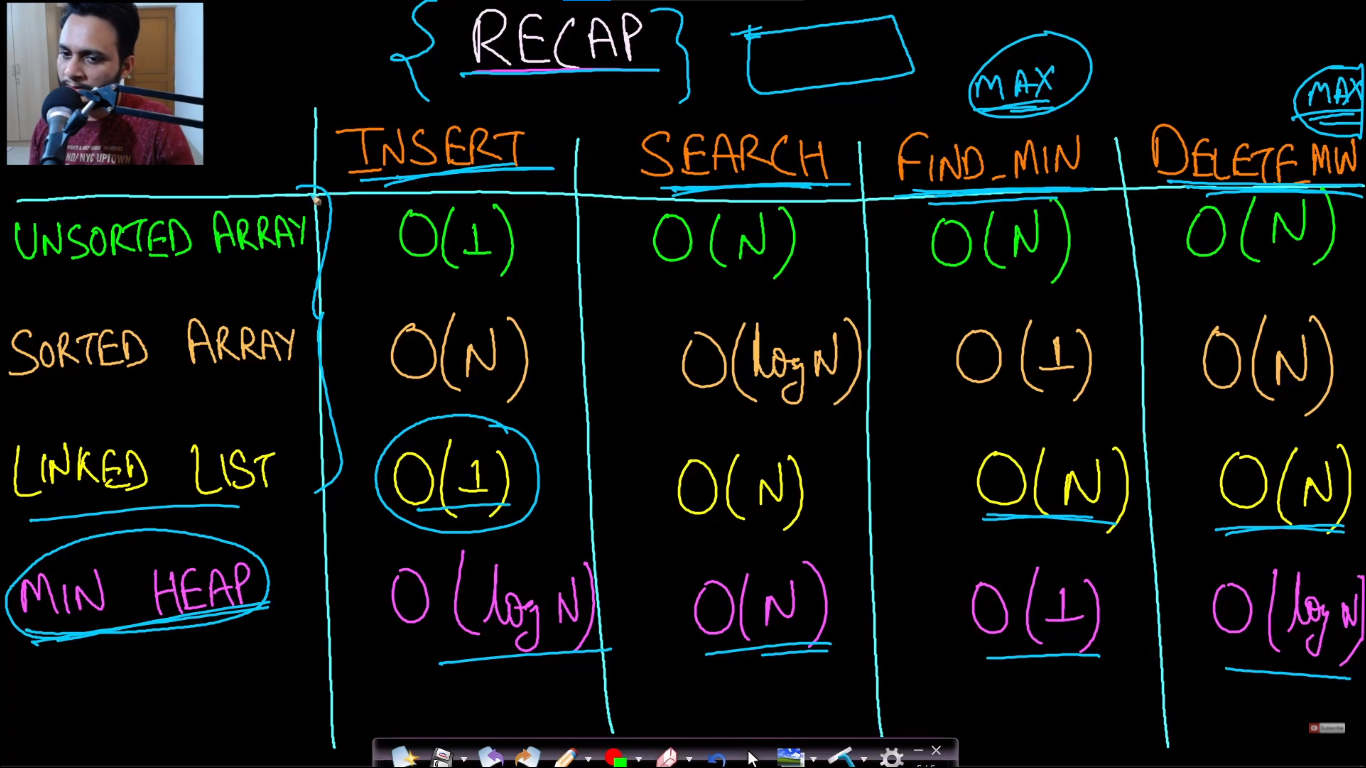 { RECAP }
MAX
MAX
INSERT SEARCH FIND_MIN DELETE_MIN
UNSORTED ARRAY O(1) O(N) O(N) O(N)
SORTED ARRAY O(N) O(log N) O(1) O(N)
LINKED LIST O(1) O(N) O(N) O(N)
MIN HEAP O(log N) O(N) O(1) O(log N)
IND/NYC UPTOWN
Subscribe